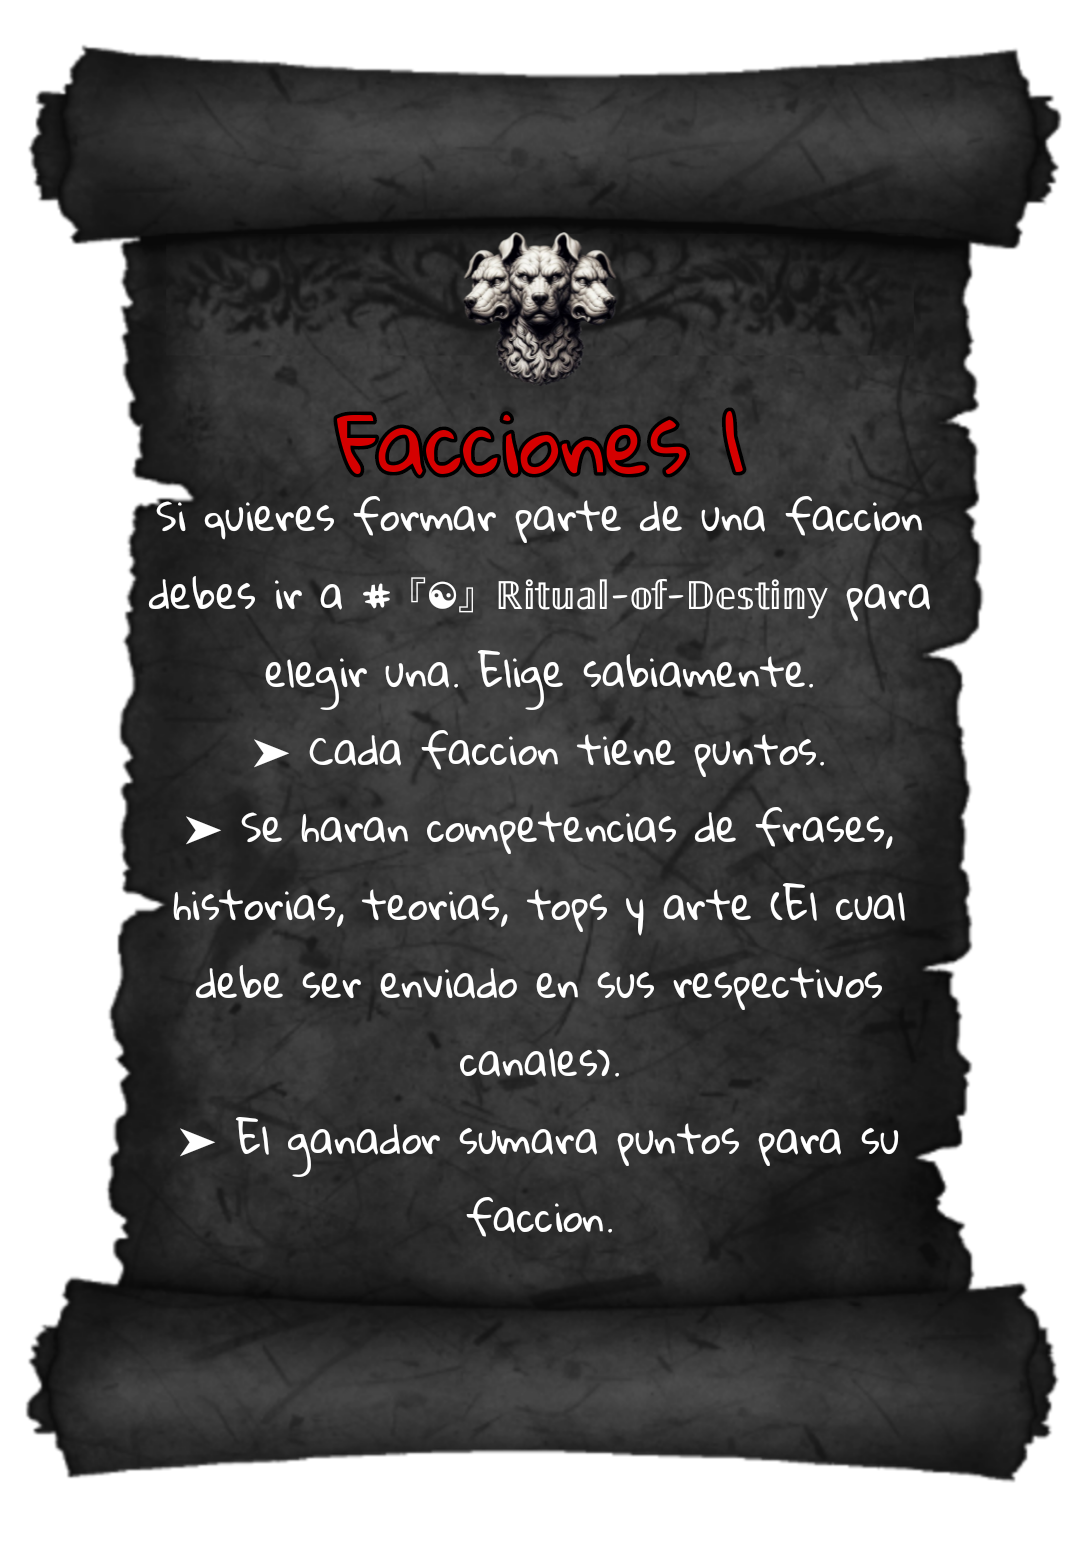 Facciones 1
Si quieres formar parte de una faccion
debes ir a # 『☯』 ℝ𝕚𝕥𝕦𝕒𝕝-𝕠𝕗-𝔻𝕖𝕤𝕥𝕚𝕟𝕪 para
elegir una. Elige sabiamente.
➤ Cada faccion tiene puntos.
➤ Se haran competencias de frases,
historias, teorias, tops y arte (El cual
debe ser enviado en sus respectivos
canales).
➤ El ganador sumara puntos para su
faccion.